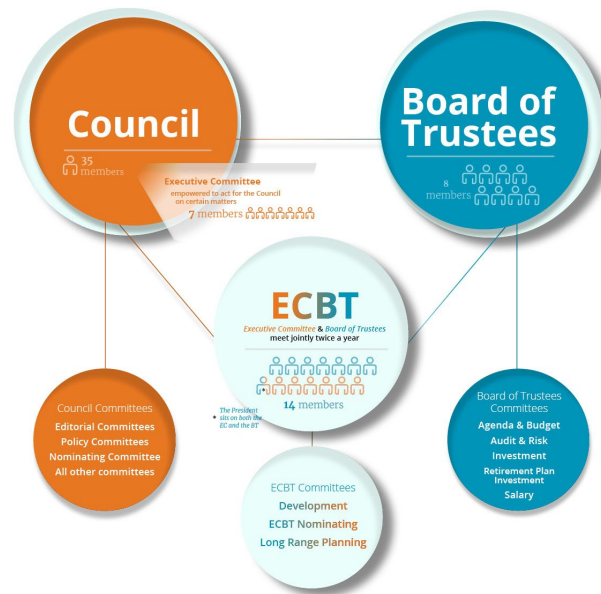 Council
35
members
Executive Committee
empowered to act for the Council
on certain matters
7 members
Board of
Trustees
8
members
ECBT
Executive Committee & Board of Trustees
meet jointly twice a year
14 members
* The President
sits on both the
EC and the BT
Council Committees
Editorial Committees
Policy Committees
Nominating Committee
All other committees
Board of Trustees
Committees
Agenda & Budget
Audit & Risk
Investment
Retirement Plan
Investment
Salary
ECBT Committees
Development
ECBT Nominating
Long Range Planning